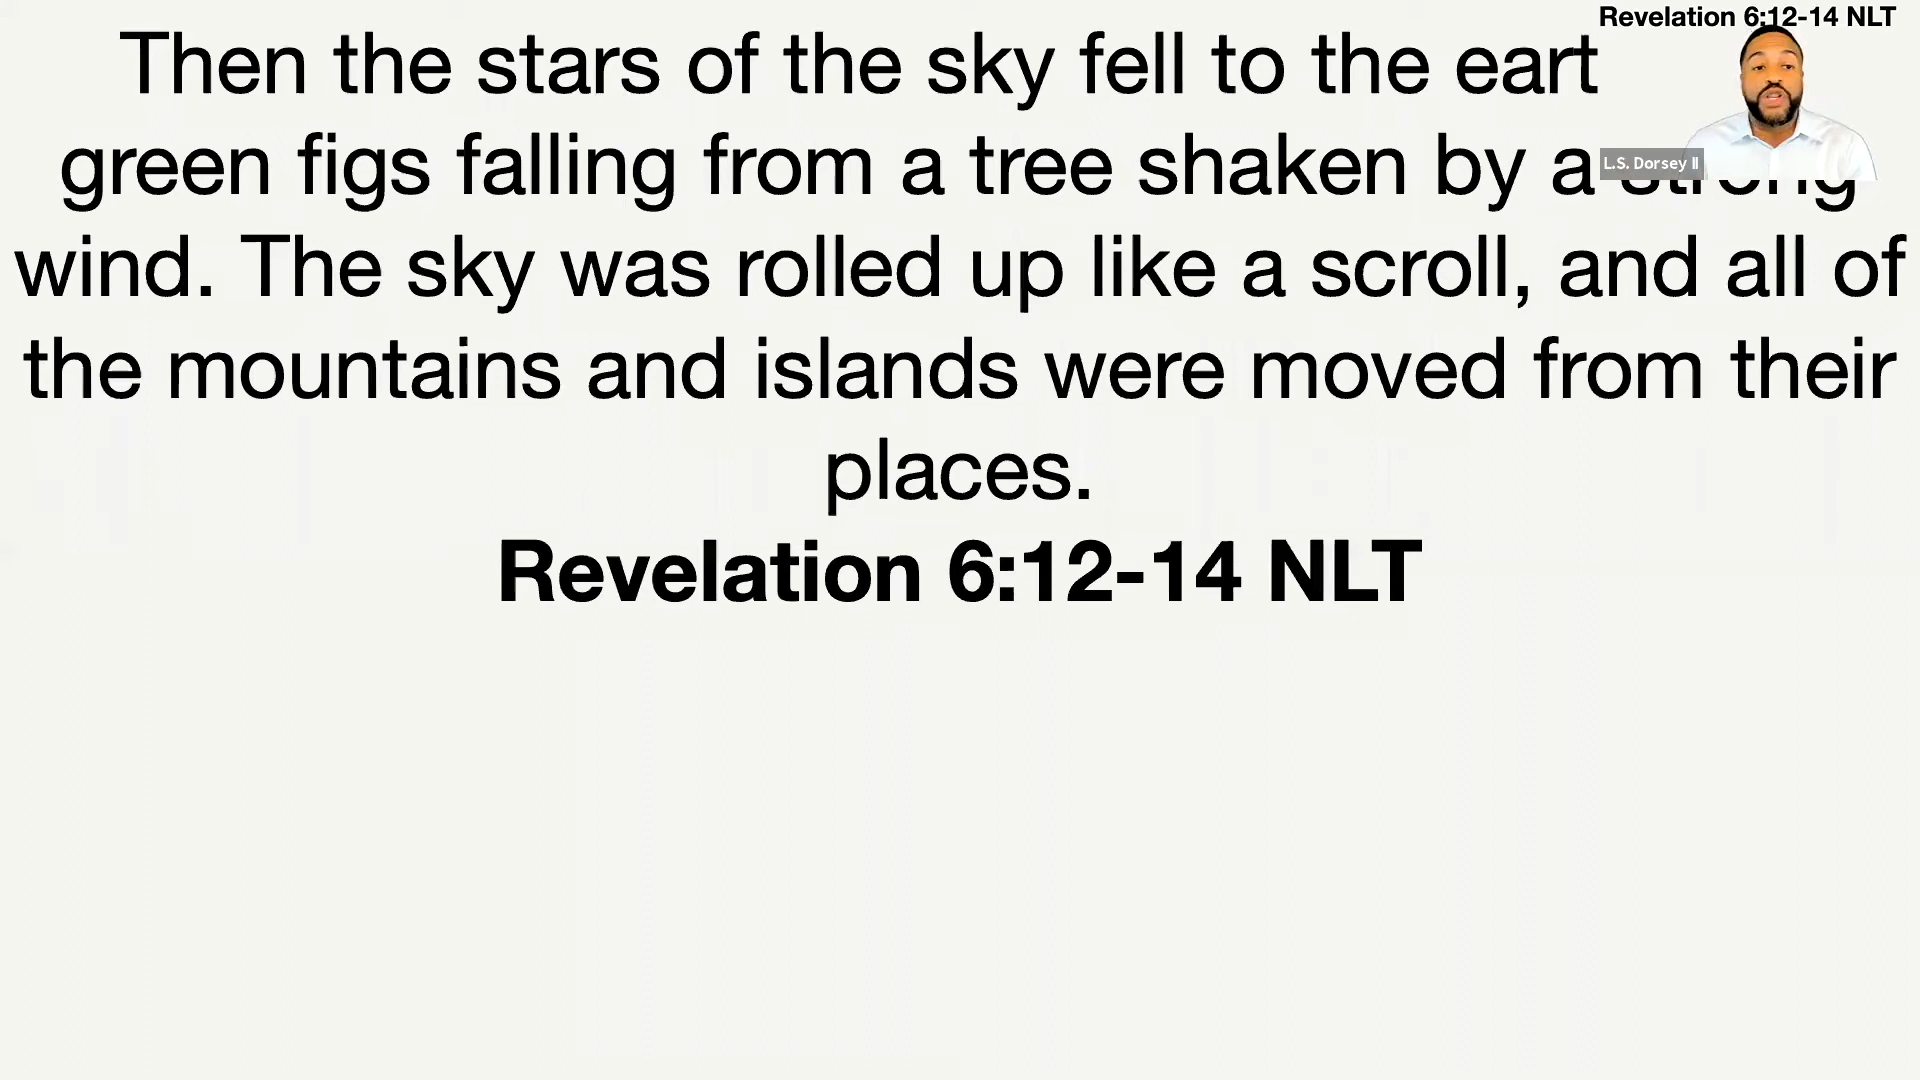 Revelation 6:12-14 NLT
Then the stars of the sky fell to the eart
green figs falling from a tree shaken by a strong
L.S. Dorsey II
wind. The sky was rolled up like a scroll, and all of
the mountains and islands were moved from their
places.
Revelation 6:12-14 NLT